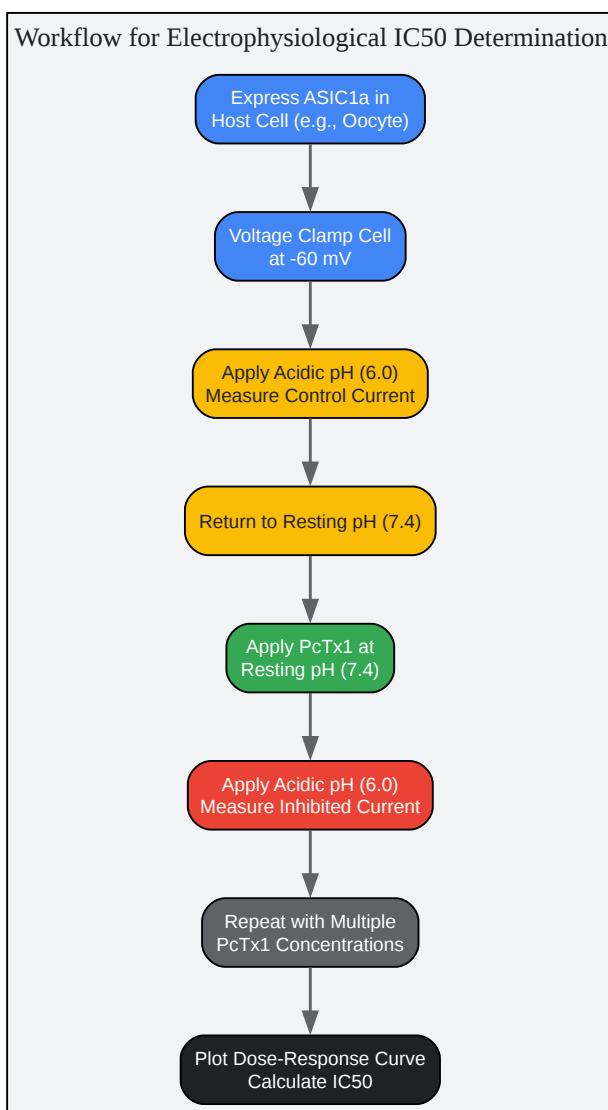 Workflow for Electrophysiological IC50 Determination
Express ASIC1a in
Host Cell (e.g., Oocyte)
Voltage Clamp Cell
at -60 mV
Apply Acidic pH (6.0)
Measure Control Current
Return to Resting pH (7.4)
Apply PcTx1 at
Resting pH (7.4)
Apply Acidic pH (6.0)
Measure Inhibited Current
Repeat with Multiple
PcTx1 Concentrations
Plot Dose-Response Curve
Calculate IC50